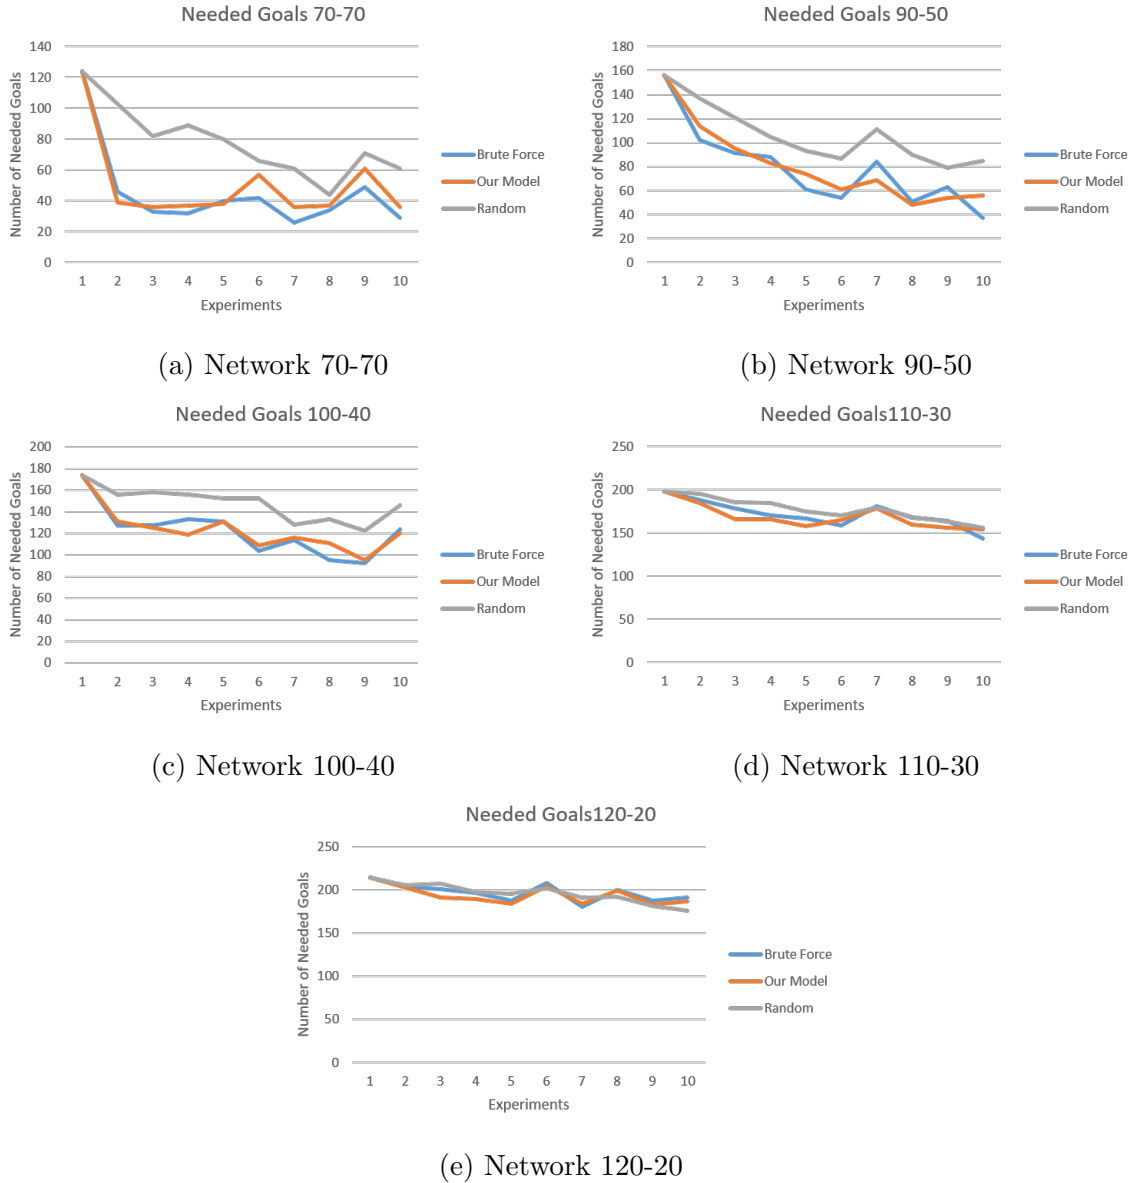 Needed Goals 70-70
Number of Needed Goals
140
120
100
80
60
40
20
0
1 2 3 4 5 6 7 8 9 10
Experiments
Brute Force
Our Model
Random
(a) Network 70-70
Needed Goals 90-50
Number of Needed Goals
180
160
140
120
100
80
60
40
20
0
1 2 3 4 5 6 7 8 9 10
Experiments
Brute Force
Our Model
Random
(b) Network 90-50
Needed Goals 100-40
Number of Needed Goals
200
180
160
140
120
100
80
60
40
20
0
1 2 3 4 5 6 7 8 9 10
Experiments
Brute Force
Our Model
Random
(c) Network 100-40
Needed Goals110-30
Number of Needed Goals
250
200
150
100
50
0
1 2 3 4 5 6 7 8 9 10
Experiments
Brute Force
Our Model
Random
(d) Network 110-30
Needed Goals120-20
Number of Needed Goals
250
200
150
100
50
0
1 2 3 4 5 6 7 8 9 10
Experiments
Brute Force
Our Model
Random
(e) Network 120-20